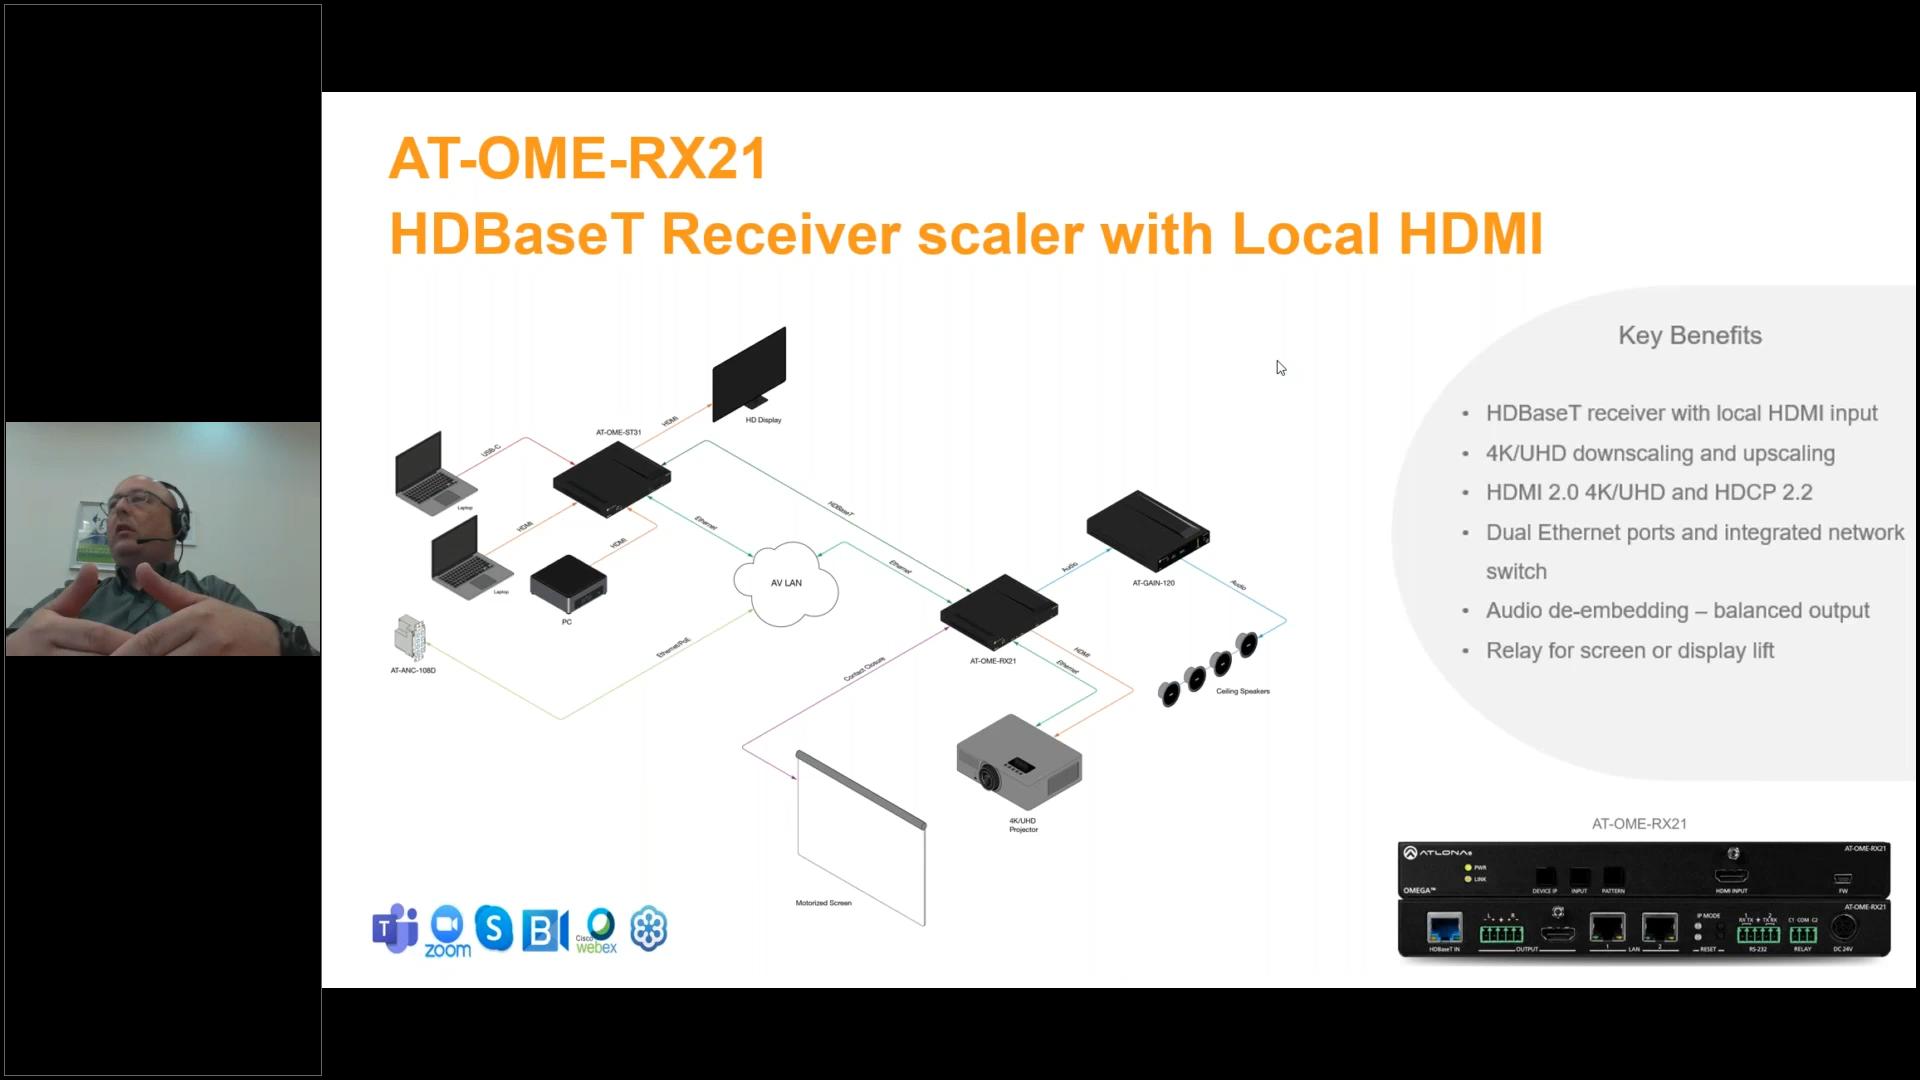 AT-OME-RX21
HDBaseT Receiver scaler with Local HDMI
Key Benefits
• HDBaseT receiver with local HDMI input
• 4K/UHD downscaling and upscaling
• HDMI 2.0 4K/UHD and HDCP 2.2
• Dual Ethernet ports and integrated network
switch
• Audio de-embedding – balanced output
• Relay for screen or display lift
HDMI
HD Display
AT-OME-ST31
USB-C
Laptop
HDMI
Laptop
HDMI
PC
Ethernet
HDBaseT
AV LAN
Ethernet
AT-ANC-108D
Ethernet/PoE
Audio
AT-GAIN-120
Audio
AT-OME-RX21
Contact Closure
HDMI
Ethernet
Ceiling Speakers
4K/UHD
Projector
Motorized Screen
T
zoom
S
B
Cisco
webex
AT-OME-RX21
ATLONA®
AT-OME-RX21
PWR
LINK
OMEGA™
DEVICE IP
INPUT
PATTERN
HDMI INPUT
FW
AT-OME-RX21
L
R
IP MODE
1
2
RX TX
TX RX
C1 COM C2
HDBaseT IN
OUTPUT
1
LAN
2
RESET
RS-232
RELAY
DC 24V